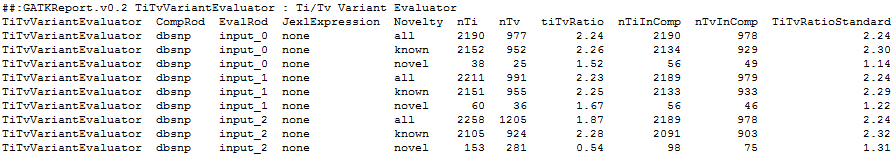 ##:GATKReport.v0.2 TiTvVariantEvaluator : Ti/Tv Variant Evaluator
TiTvVariantEvaluator CompRod EvalRod JexlExpression Novelty nTi nTv tiTvRatio nTiInComp nTvInComp TiTvRatioStandard
TiTvVariantEvaluator dbsnp input_0 none all 2190 977 2.24 2190 978 2.24
TiTvVariantEvaluator dbsnp input_0 none known 2152 952 2.26 2134 929 2.30
TiTvVariantEvaluator dbsnp input_0 none novel 38 25 1.52 56 49 1.14
TiTvVariantEvaluator dbsnp input_1 none all 2211 991 2.23 2189 979 2.24
TiTvVariantEvaluator dbsnp input_1 none known 2151 955 2.25 2133 933 2.29
TiTvVariantEvaluator dbsnp input_1 none novel 60 36 1.67 56 46 1.22
TiTvVariantEvaluator dbsnp input_2 none all 2258 1205 1.87 2189 978 2.24
TiTvVariantEvaluator dbsnp input_2 none known 2105 924 2.28 2091 903 2.32
TiTvVariantEvaluator dbsnp input_2 none novel 153 281 0.54 98 75 1.31